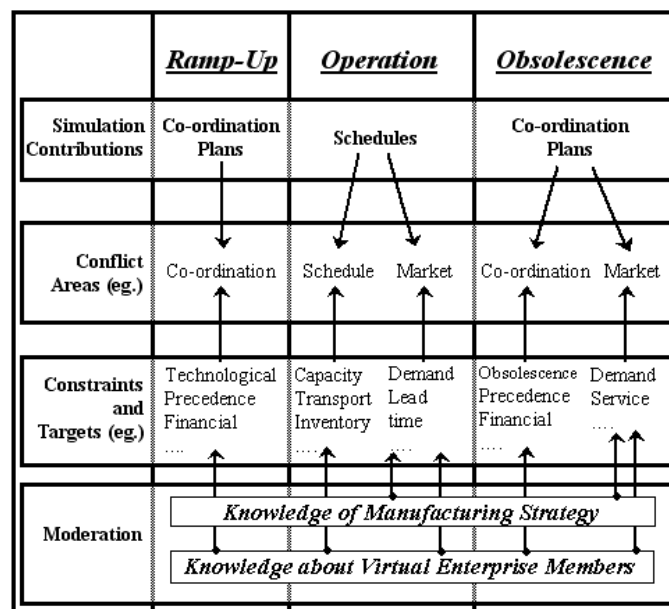 Ramp-Up Operation Obsolescence
Simulation Contributions
Co-ordination Plans
Schedules
Co-ordination Plans
Conflict Areas (eg.)
Co-ordination
Schedule
Market
Co-ordination
Market
Constraints and Targets (eg.)
Technological
Precedence
Financial
....
Capacity
Transport
Inventory
....
Demand
Lead
time
....
Obsolescence
Precedence
Financial
....
Demand
Service
....
Moderation
Knowledge of Manufacturing Strategy
Knowledge about Virtual Enterprise Members